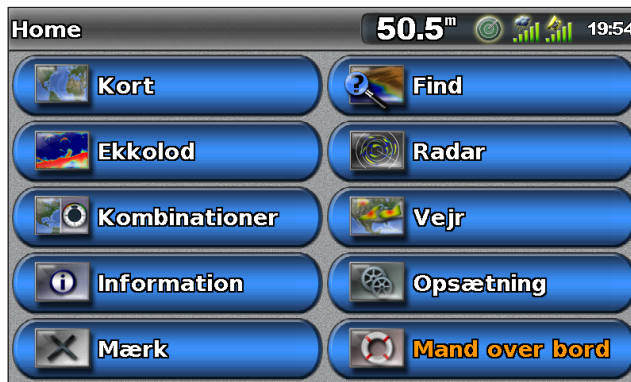 Home 50.5m 19:54
Kort
Find
Ekkolod
Radar
Kombinationer
Vejr
Information
Opsætning
Mærk
Mand over bord